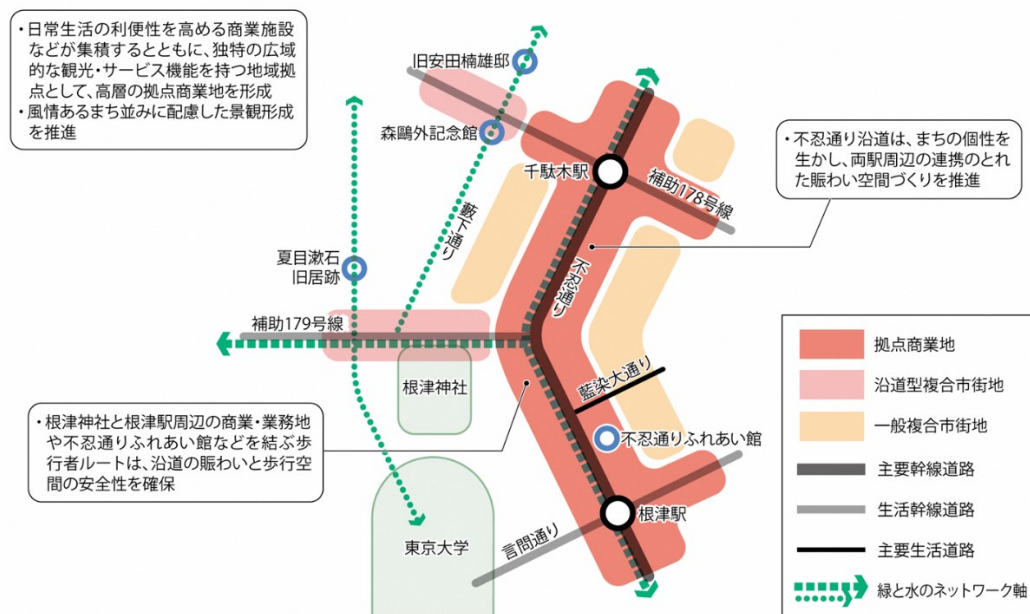 ・日常生活の利便性を高める商業施設
などが集積するとともに、独特の広域
的な観光・サービス機能を持つ地域拠
点として、高層の拠点商業地を形成
・風情あるまち並みに配慮した景観形成
を推進
旧安田楠雄邸
森鷗外記念館
千駄木駅
補助178号線
・不忍通り沿道は、まちの個性を
生かし、両駅周辺の連携のとれ
た賑わい空間づくりを推進
藪下通り
夏目漱石
旧居跡
不忍通り
補助179号線
根津神社
藍染大通り
・根津神社と根津駅周辺の商業・業務地
や不忍通りふれあい館などを結ぶ歩
行者ルートは、沿道の賑わいと歩行空
間の安全性を確保
不忍通りふれあい館
根津駅
言問通り
東京大学
拠点商業地
沿道型複合市街地
一般複合市街地
主要幹線道路
生活幹線道路
主要生活道路
緑と水のネットワーク軸